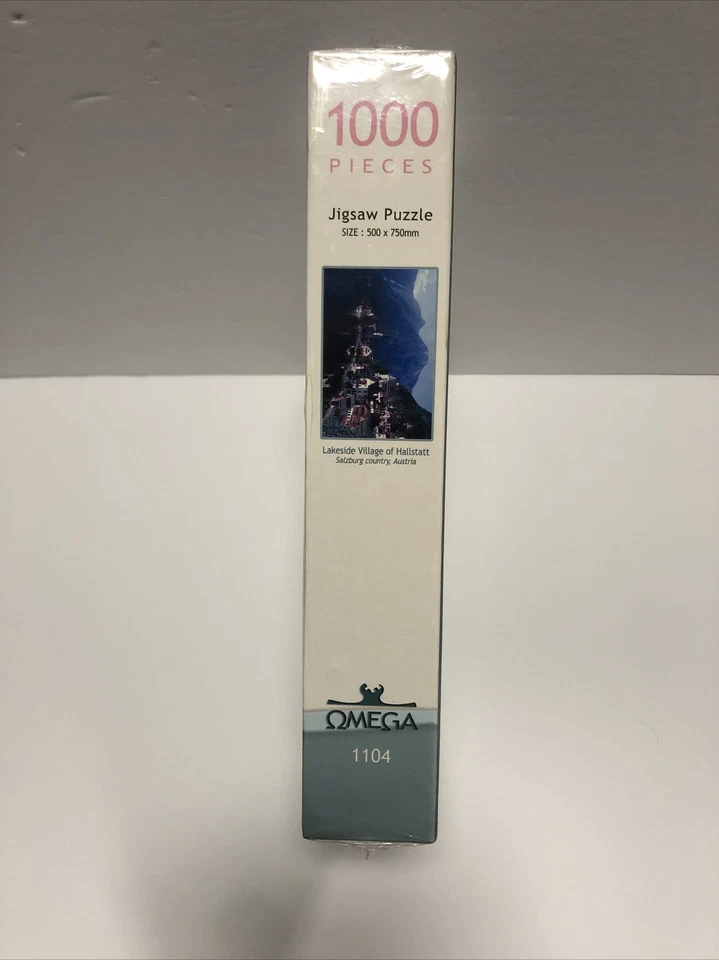 1000
PIECES
Jigsaw Puzzle
SIZE : 500 x 750mm
Lakeside Village of Hallstatt
Salzburg country, Austria
ΩMEGA
1104